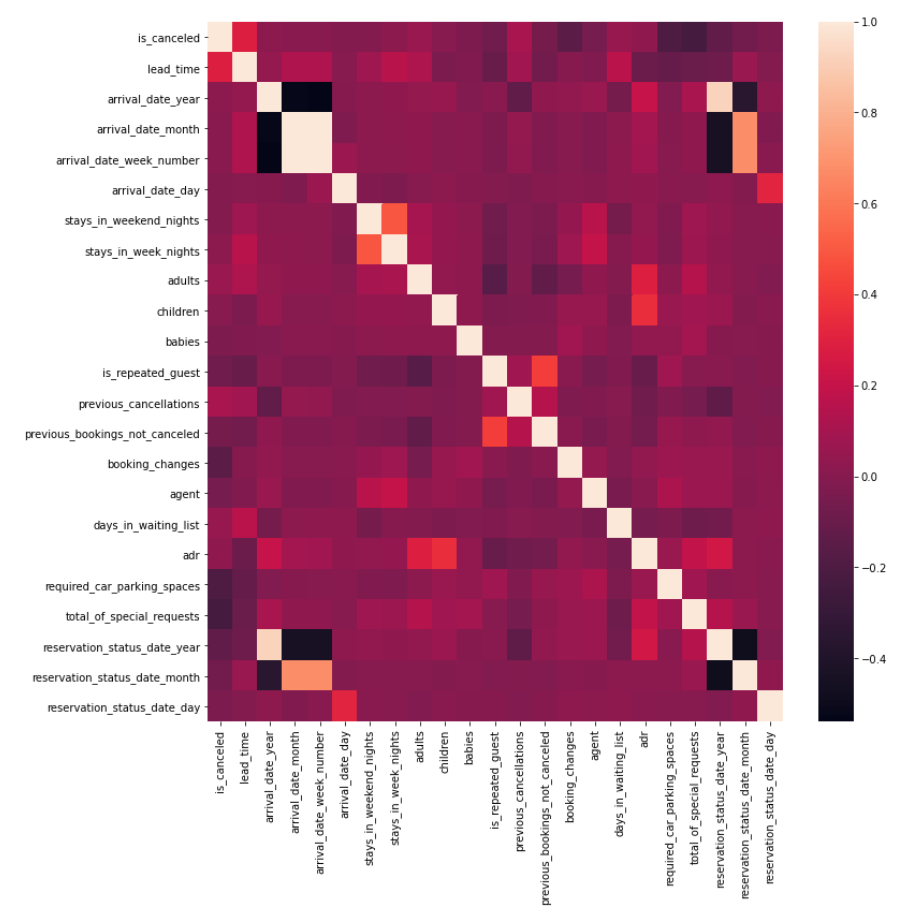 is_canceled
lead_time
arrival_date_year
arrival_date_month
arrival_date_week_number
arrival_date_day
stays_in_weekend_nights
stays_in_week_nights
adults
children
babies
is_repeated_guest
previous_cancellations
previous_bookings_not_canceled
booking_changes
agent
days_in_waiting_list
adr
required_car_parking_spaces
total_of_special_requests
reservation_status_date_year
reservation_status_date_month
reservation_status_date_day
is_canceled
lead_time
arrival_date_year
arrival_date_month
arrival_date_week_number
arrival_date_day
stays_in_weekend_nights
stays_in_week_nights
adults
children
babies
is_repeated_guest
previous_cancellations
previous_bookings_not_canceled
booking_changes
agent
days_in_waiting_list
adr
required_car_parking_spaces
total_of_special_requests
reservation_status_date_year
reservation_status_date_month
reservation_status_date_day
1.0
0.8
0.6
0.4
0.2
0.0
−0.2
−0.4